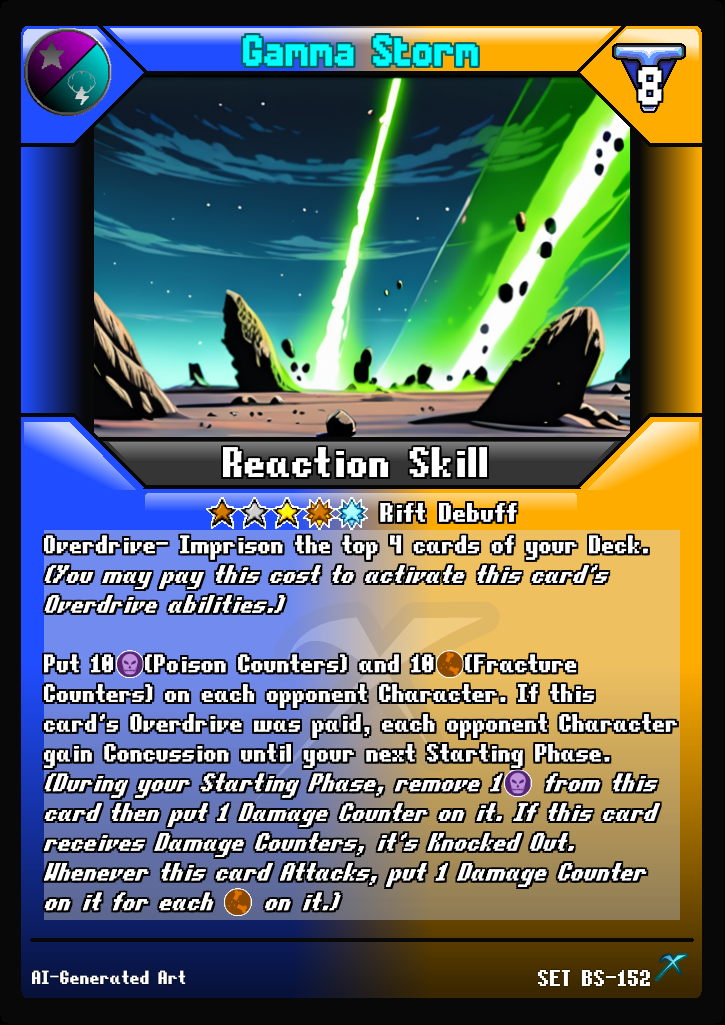 Gamma Storm
8
Reaction Skill
Rift Debuff
Overdrive- Imprison the top 4 cards of your Deck.
(You may pay this cost to activate this card's
Overdrive abilities.)
Put 10 (Poison Counters) and 10 (Fracture
Counters) on each opponent Character. If this
card's Overdrive was paid, each opponent Character
gain Concussion until your next Starting Phase.
(During your Starting Phase, remove 1 from this
card then put 1 Damage Counter on it. If this card
receives Damage Counters, it's Knocked Out.
Whenever this card Attacks, put 1 Damage Counter
on it for each on it.)
AI-Generated Art
SET BS-152